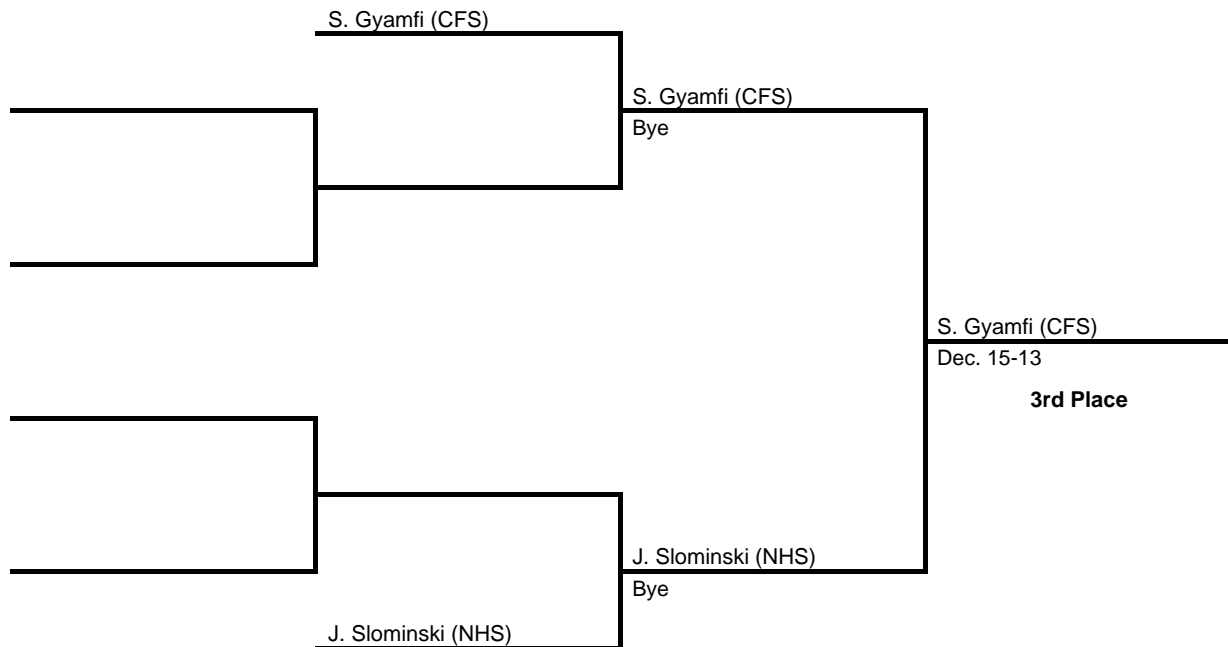 S. Gyamfi (CFS)
S. Gyamfi (CFS)
Bye
S. Gyamfi (CFS)
Dec. 15-13
3rd Place
J. Slominski (NHS)
Bye
J. Slominski (NHS)